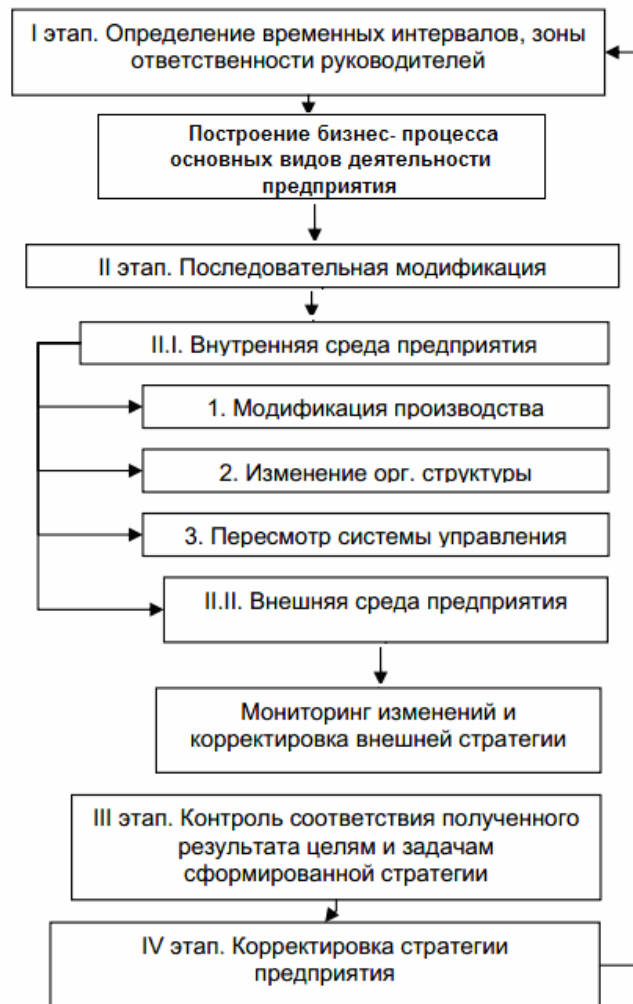 I этап. Определение временных интервалов, зоны
ответственности руководителей
Построение бизнес- процесса
основных видов деятельности
предприятия
II этап. Последовательная модификация
II.I. Внутренняя среда предприятия
1. Модификация производства
2. Изменение орг. структуры
3. Пересмотр системы управления
II.II. Внешняя среда предприятия
Мониторинг изменений и
корректировка внешней стратегии
III этап. Контроль соответствия полученного
результата целям и задачам
сформированной стратегии
IV этап. Корректировка стратегии
предприятия